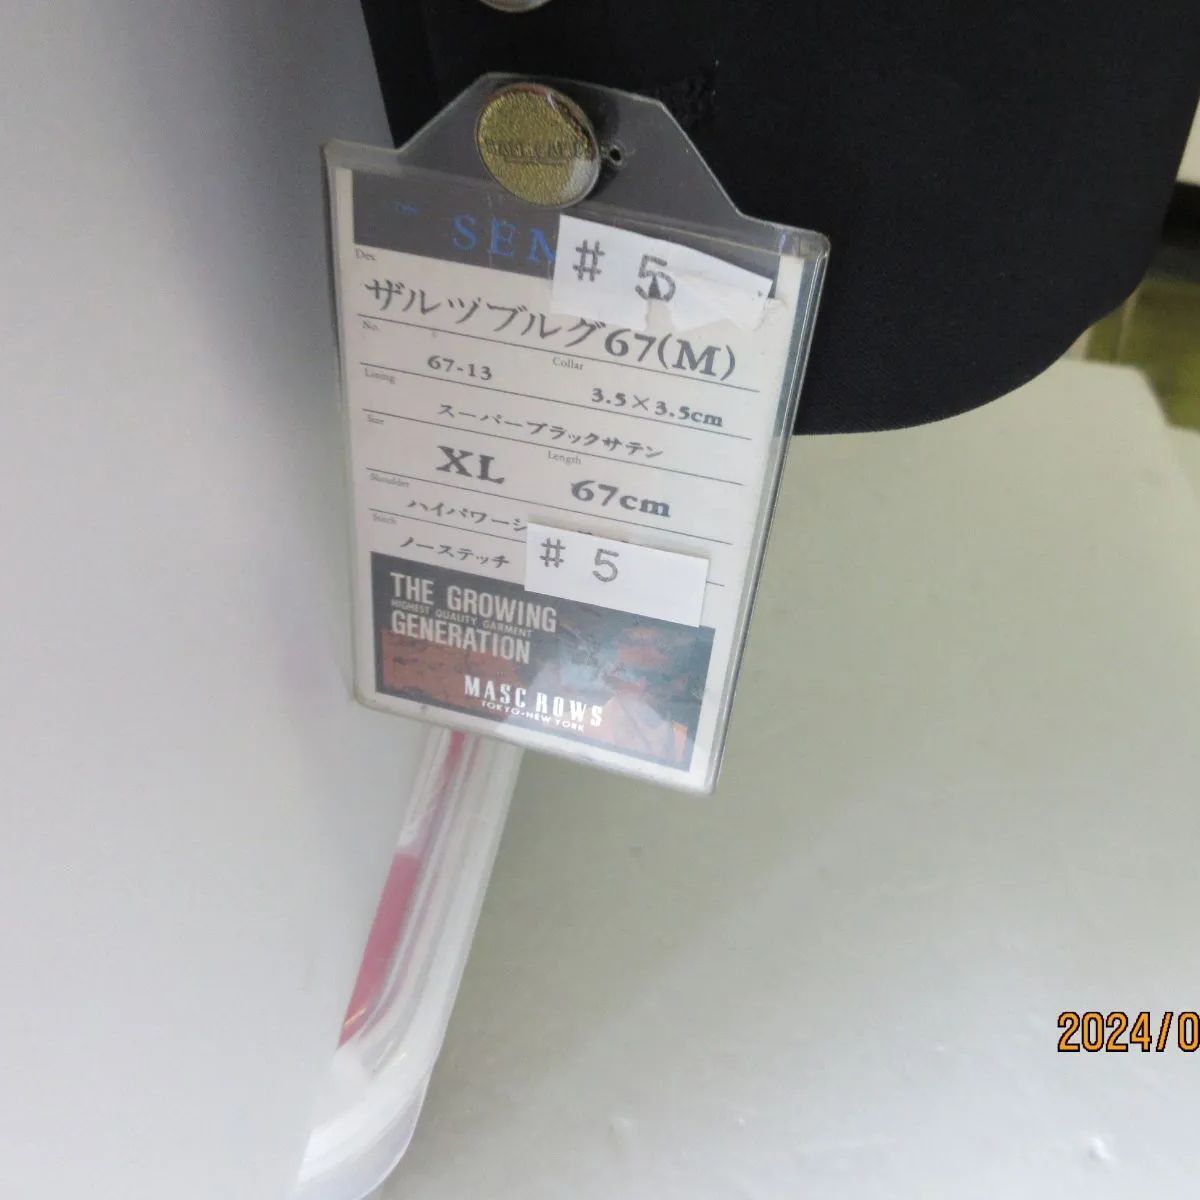 SEN
# 5
Dex.
ザルツブルグ67(M)
No.
67-13
Collar
3.5×3.5cm
Lining
スーパーブラックサテン
Size
XL
Length
67cm
Shoulder
ハイパワーシ
Stitch
ノーステッチ
# 5
THE GROWING
HIGHEST QUALITY GARMENT
GENERATION
MASC ROWS
TOKYO・NEW YORK
2024/0